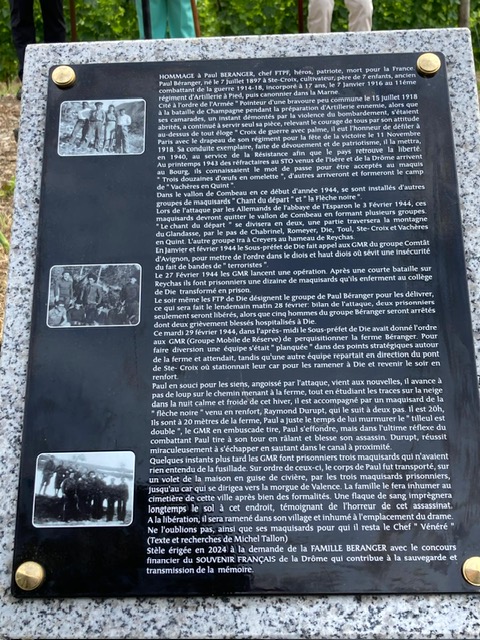 HOMMAGE à Paul BERANGER, chef FTPF, héros, patriote, mort pour la France.
Paul Béranger, né le 7 Juillet 1897 à Ste-Croix, cultivateur, père de 7 enfants, ancien
combattant de la guerre 1914-18, incorporé à 17 ans, le 7 Janvier 1916 au 11ème
régiment d'Artillerie à Pied, puis canonnier dans la Marne.
Cité à l'ordre de l'Armée " Pointeur d'une bravoure peu commune le 15 juillet 1918
à la bataille de Champagne pendant la préparation d'Artillerie ennemie, alors que
ses camarades, un instant démontés par la violence du bombardement, s'étaient
abrités, a continué à servir seul sa pièce, relevant le courage de tous par son attitude
au-dessus de tout éloge " Croix de guerre avec palme, il eut l'honneur de défiler à
Paris avec le drapeau de son régiment pour la fête de la victoire le 11 Novembre
1918. Sa conduite exemplaire, faite de dévouement et de patriotisme, il la mettra,
en 1940, au service de la Résistance afin que le pays retrouve la liberté.
Au printemps 1943 des réfractaires au STO venus de l'Isère et de la Drôme arrivent
au Bourg, ils connaissaient le mot de passe pour être acceptés au maquis
" Trois douzaines d'œufs en omelette ", d'autres arriveront et formeront le camp
de " Vachères en Quint ".
Dans le vallon de Combeau en ce début d'année 1944, se sont installés d'autres
groupes de maquisards " Chant du départ " et " la Flèche noire ".
Lors de l'attaque par les Allemands de l'abbaye de l'Esparon le 3 Février 1944, ces
maquisards devront quitter le vallon de Combeau en formant plusieurs groupes.
" Le chant du départ " se divisera en deux, une partie traversera la montagne
du Glandasse, par le pas de Chabrinel, Romeyer, Die, Toul, Ste-Croix et Vachères
en Quint. L'autre groupe ira à Creyers au hameau de Reychas.
En Janvier et février 1944 le Sous-préfet de Die fait appel aux GMR du groupe Comtât
d'Avignon, pour mettre de l'ordre dans le diois et haut diois où sévit une insécurité
du fait de bandes de " terroristes ".
Le 27 Février 1944 les GMR lancent une opération. Après une courte bataille sur
Reychas ils font prisonniers une dizaine de maquisards qu'ils enferment au collège
de Die transformé en prison.
Le soir même les FTP de Die désignent le groupe de Paul Béranger pour les délivrer,
ce qui sera fait le lendemain matin 28 février: bilan de l'attaque, deux prisonniers
seulement seront libérés, alors que cinq hommes du groupe Béranger seront arrêtés
dont deux grièvement blessés hospitalisés à Die.
Ce mardi 29 février 1944, dans l'après- midi le Sous-préfet de Die avait donné l'ordre
aux GMR (Groupe Mobile de Réserve) de perquisitionner la ferme Béranger. Pour
faire diversion une équipe s'était " planquée " dans des points stratégiques autour
de la ferme et attendait, tandis qu'une autre équipe repartait en direction du pont
de Ste- Croix où stationnait leur car pour les ramener à Die et revenir le soir en
renfort.
Paul en souci pour les siens, angoissé par l'attaque, vient aux nouvelles, il avance à
pas de loup sur le chemin menant à la ferme, tout en étudiant les traces sur la neige
dans la nuit calme et froide de cet hiver, il est accompagné par un maquisard de la
" flèche noire " venu en renfort, Raymond Durupt, qui le suit à deux pas. Il est 20h,
Ils sont à 20 mètres de la ferme, Paul a juste le temps de lui murmurer le " tilleul est
double ", le GMR en embuscade tire, Paul s'effondre, mais dans l'ultime réflexe du
combattant Paul tire à son tour en râlant et blesse son assassin. Durupt, réussit
miraculeusement à s'échapper en sautant dans le canal à proximité.
Quelques instants plus tard les GMR font prisonniers trois maquisards qui n'avaient
rien entendu de la fusillade. Sur ordre de ceux-ci, le corps de Paul fut transporté, sur
un volet de la maison en guise de civière, par les trois maquisards prisonniers,
jusqu'au car qui se dirigea vers la morgue de Valence. La famille le fera inhumer au
cimetière de cette ville après bien des formalités. Une flaque de sang imprègnera
longtemps le sol à cet endroit, témoignant de l'horreur de cet assassinat.
A la libération, il sera ramené dans son village et inhumé à l'emplacement du drame.
Ne l'oublions pas, ainsi que ses maquisards pour qui il resta le Chef " Vénéré "
(Texte et recherches de Michel Tallon)
Stèle érigée en 2024 à la demande de la FAMILLE BERANGER avec le concours
financier du SOUVENIR FRANÇAIS de la Drôme qui contribue à la sauvegarde et
transmission de la mémoire.